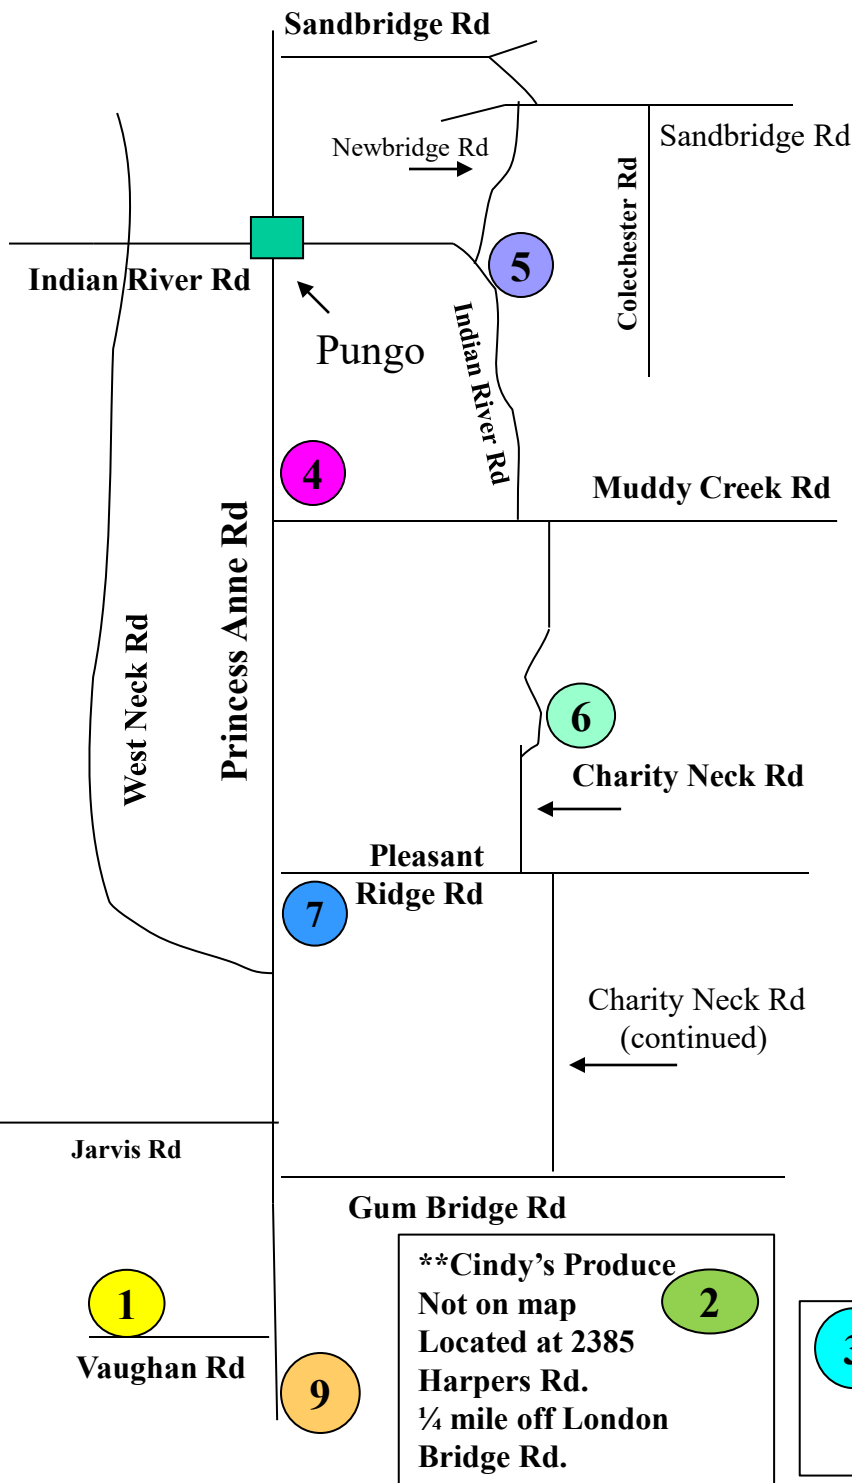 Sandbridge Rd
Sandbridge Rd
Newbridge Rd
Colechester Rd
5
Indian River Rd
Pungo
Indian River Rd
4
Muddy Creek Rd
Princess Anne Rd
West Neck Rd
6
Charity Neck Rd
Pleasant
Ridge Rd
7
Charity Neck Rd
(continued)
Jarvis Rd
Gum Bridge Rd
**Cindy’s Produce
Not on map
Located at 2385
Harpers Rd.
¼ mile off London
Bridge Rd.
2
3
1
Vaughan Rd
9